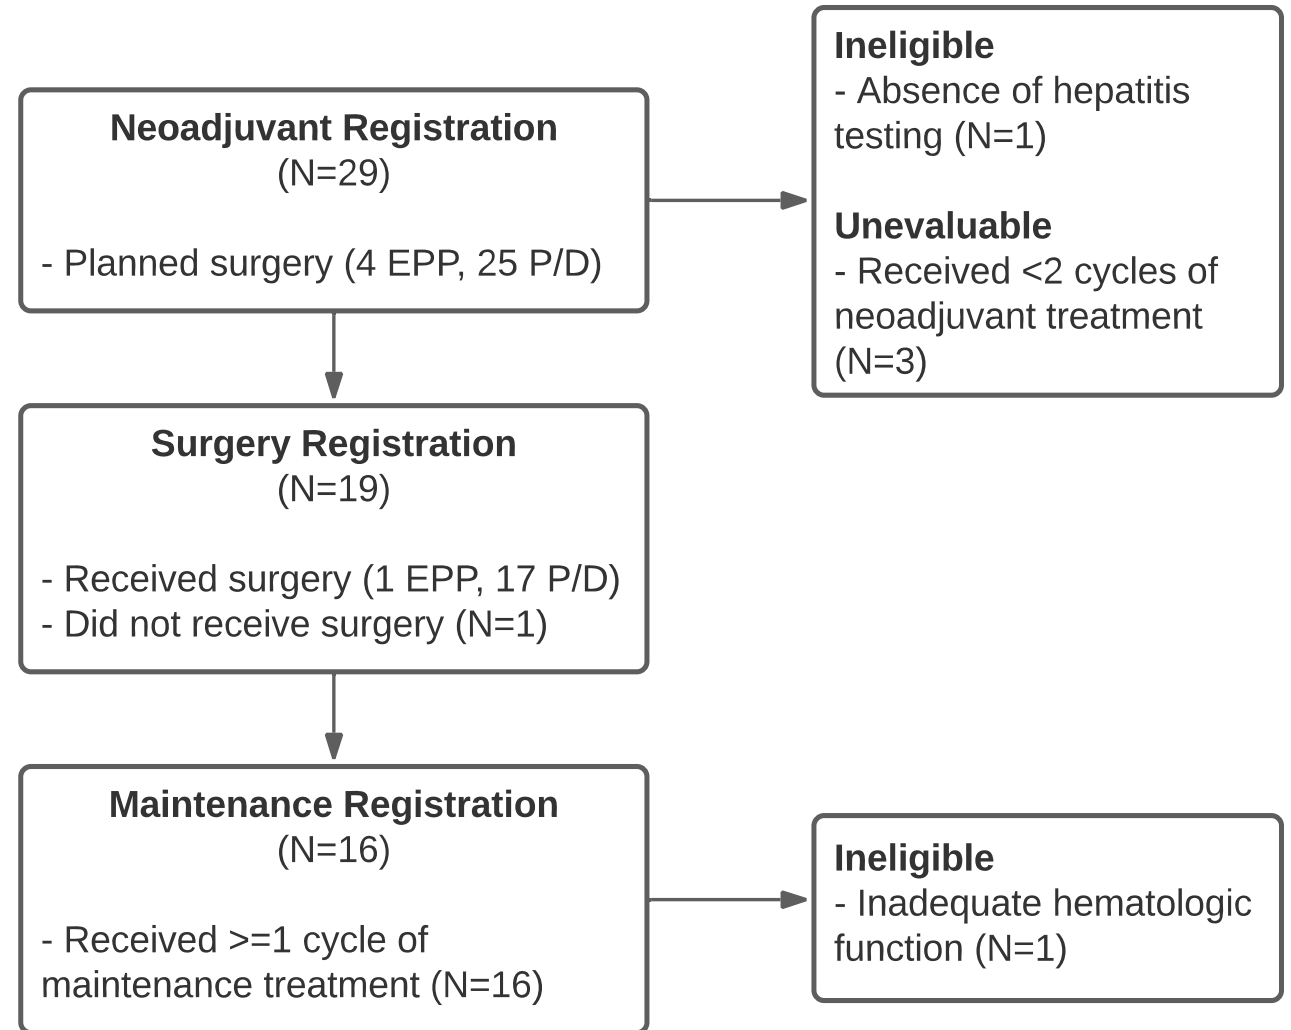 Neoadjuvant Registration
(N=29)
- Planned surgery (4 EPP, 25 P/D)
Ineligible
- Absence of hepatitis
testing (N=1)
Unevaluable
- Received <2 cycles of
neoadjuvant treatment
(N=3)
Surgery Registration
(N=19)
- Received surgery (1 EPP, 17 P/D)
- Did not receive surgery (N=1)
Maintenance Registration
(N=16)
- Received >=1 cycle of
maintenance treatment (N=16)
Ineligible
- Inadequate hematologic
function (N=1)